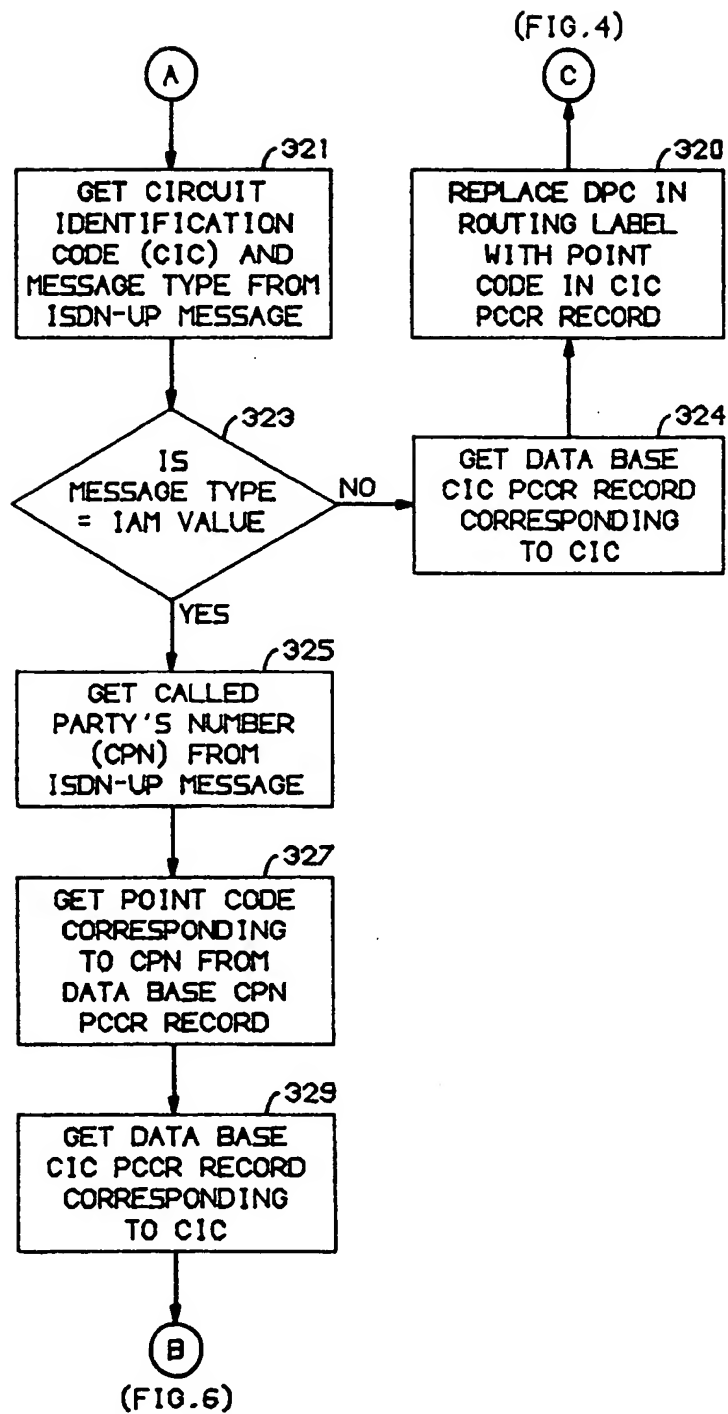 (FIG.4)
A
C
321
GET CIRCUIT
IDENTIFICATION
CODE (CIC) AND
MESSAGE TYPE FROM
ISDN-UP MESSAGE
320
REPLACE DPC IN
ROUTING LABEL
WITH POINT
CODE IN CIC
PCCR RECORD
323
IS
MESSAGE TYPE
= IAM VALUE
NO
YES
324
GET DATA BASE
CIC PCCR RECORD
CORRESPONDING
TO CIC
325
GET CALLED
PARTY'S NUMBER
(CPN) FROM
ISDN-UP MESSAGE
327
GET POINT CODE
CORRESPONDING
TO CPN FROM
DATA BASE CPN
PCCR RECORD
329
GET DATA BASE
CIC PCCR RECORD
CORRESPONDING
TO CIC
B
(FIG.6)